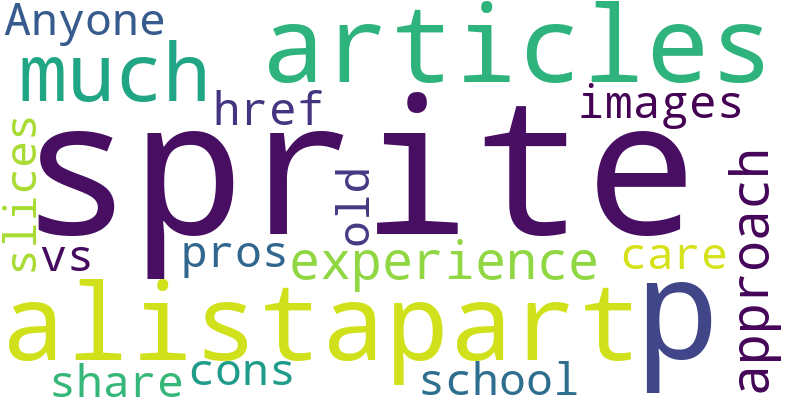 Anyone
articles
much
href
images
sprite
slices
old
approach
vs
pros
experience
care
alistapart
p
share
cons
school